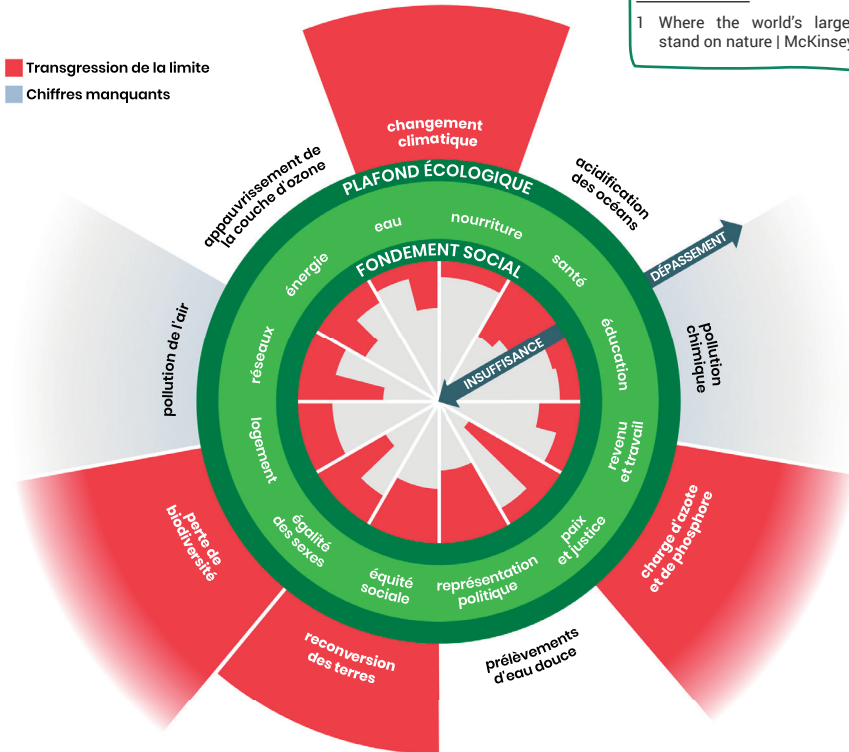 1 Where the world's large
stand on nature | McKinsey
Transgression de la limite
Chiffres manquants
changement
climatique
appauvrissement de
la couche d'ozone
acidification
des océans
PLAFOND ÉCOLOGIQUE
eau
nourriture
énergie
santé
FONDEMENT SOCIAL
DÉPASSEMENT
INSUFFISANCE
pollution de l'air
réseaux
éducation
pollution
chimique
logement
revenu
et travail
perte de
biodiversité
égalité
des sexes
paix
et justice
charge d'azote
et de phosphore
équité
sociale
représentation
politique
reconversion
des terres
prélèvements
d'eau douce